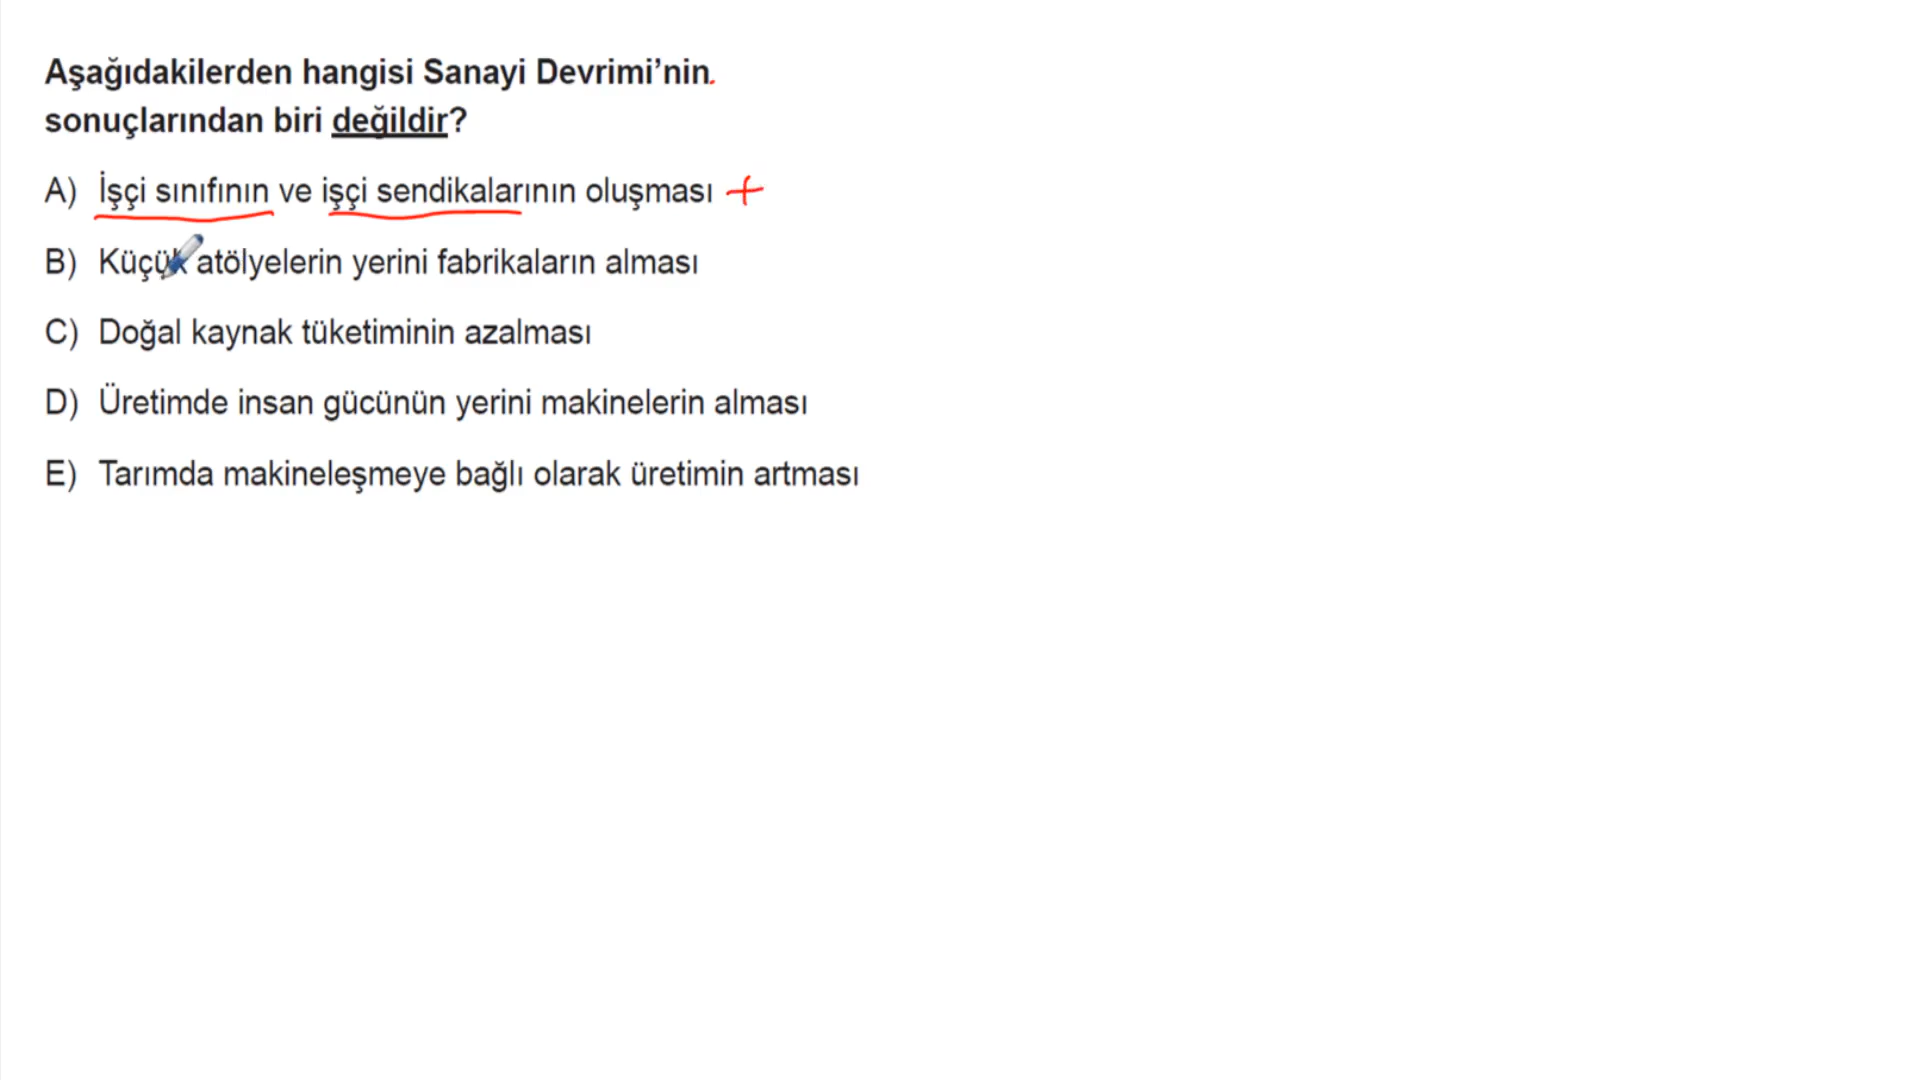 Aşağıdakilerden hangisi Sanayi Devrimi’nin
sonuçlarından biri değildir?
A) İşçi sınıfının ve işçi sendikalarının oluşması +
B) Küçük atölyelerin yerini fabrikaların alması
C) Doğal kaynak tüketiminin azalması
D) Üretimde insan gücünün yerini makinelerin alması
E) Tarımda makineleşmeye bağlı olarak üretimin artması